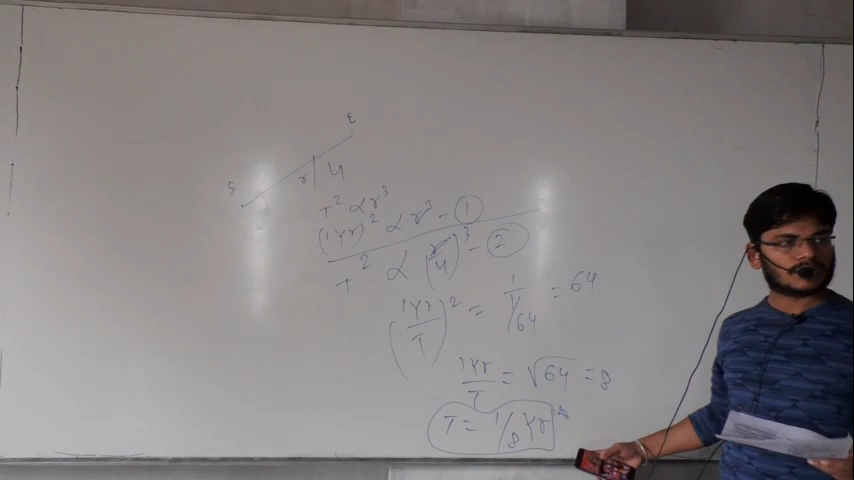 E
S
r/4
T² ∝ r³
(1yr)² ∝ r³ - ①
T² ∝ (r/4)³ - ②
(1yr/T)² = 1/(1/64) = 64
1yr/T = √64 = 8
T = 1/8 yr